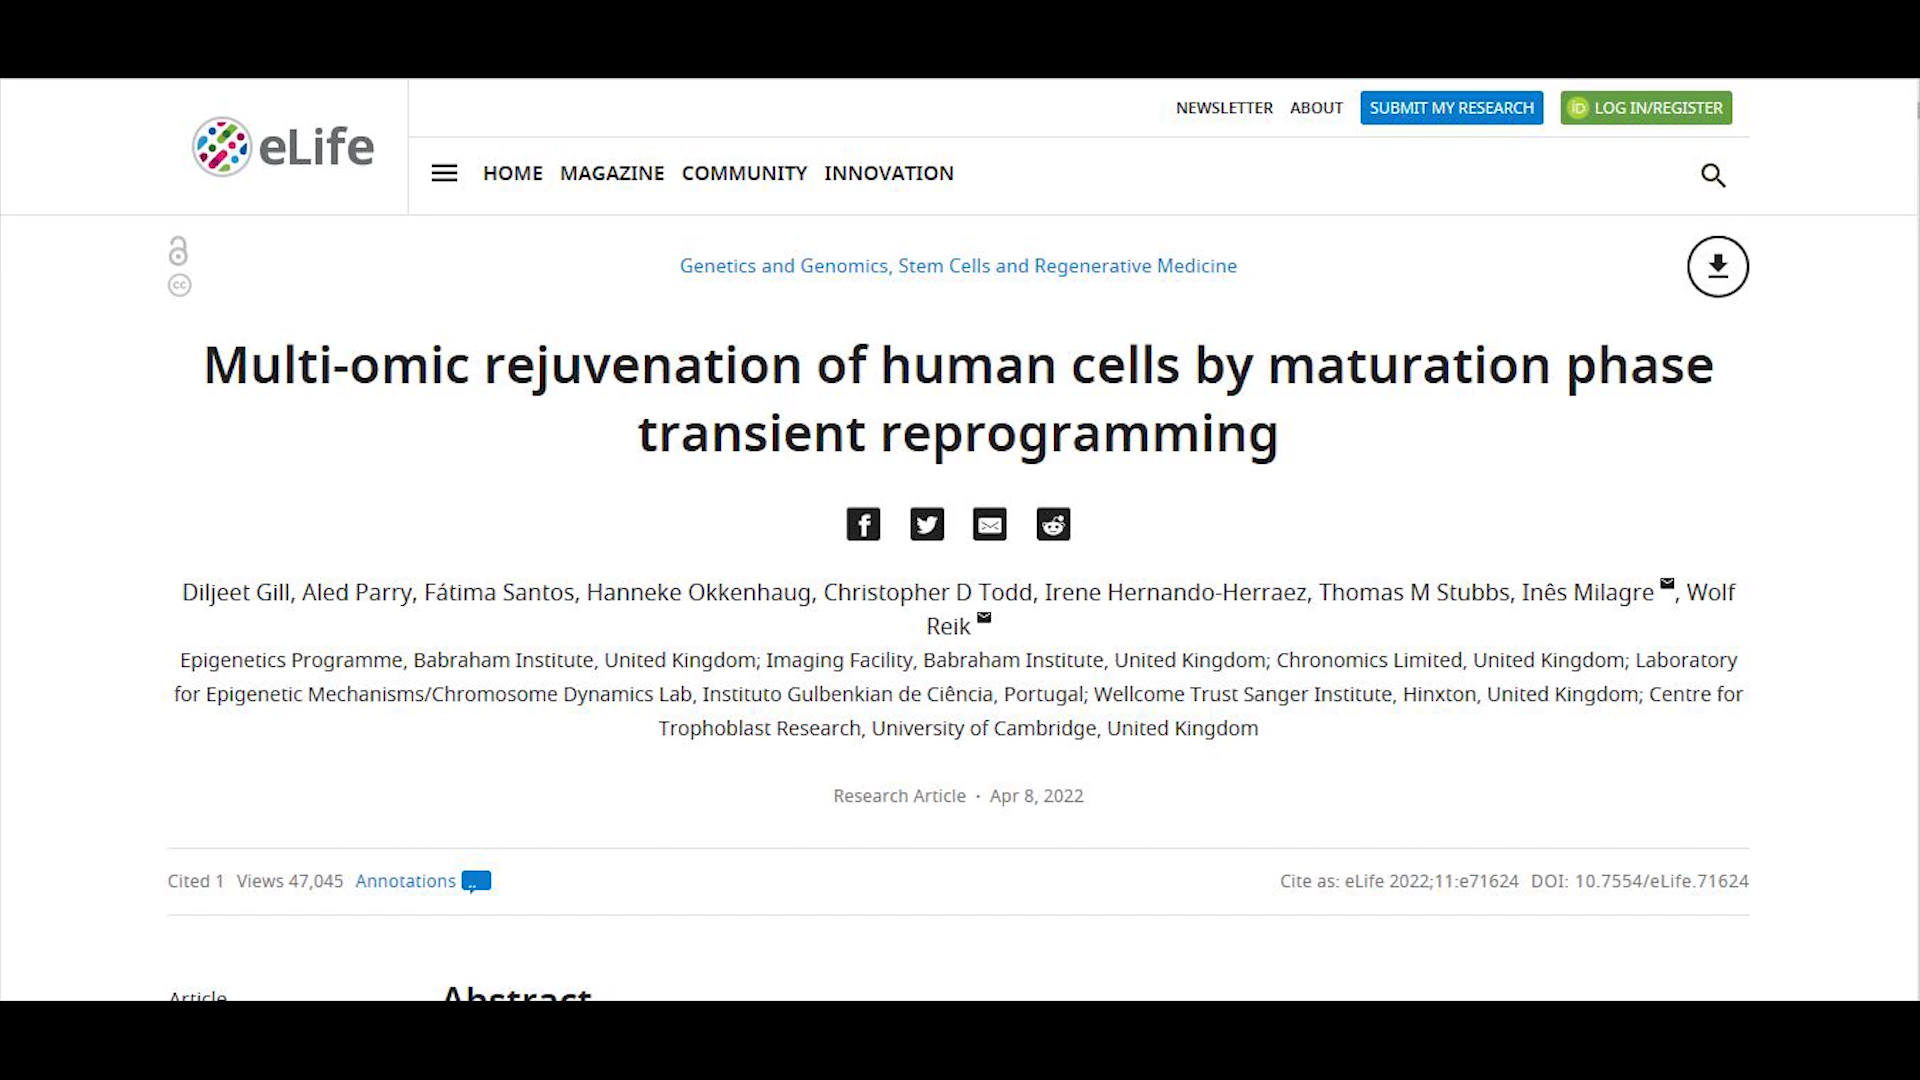 NEWSLETTER ABOUT SUBMIT MY RESEARCH iD LOG IN/REGISTER
eLife
HOME MAGAZINE COMMUNITY INNOVATION
cc
Genetics and Genomics, Stem Cells and Regenerative Medicine
Multi-omic rejuvenation of human cells by maturation phase
transient reprogramming
Diljeet Gill, Aled Parry, Fátima Santos, Hanneke Okkenhaug, Christopher D Todd, Irene Hernando-Herraez, Thomas M Stubbs, Inês Milagre, Wolf
Reik
Epigenetics Programme, Babraham Institute, United Kingdom; Imaging Facility, Babraham Institute, United Kingdom; Chronomics Limited, United Kingdom; Laboratory
for Epigenetic Mechanisms/Chromosome Dynamics Lab, Instituto Gulbenkian de Ciência, Portugal; Wellcome Trust Sanger Institute, Hinxton, United Kingdom; Centre for
Trophoblast Research, University of Cambridge, United Kingdom
Research Article · Apr 8, 2022
Cited 1 Views 47,045 Annotations Cite as: eLife 2022;11:e71624 DOI: 10.7554/eLife.71624
Article Abstract